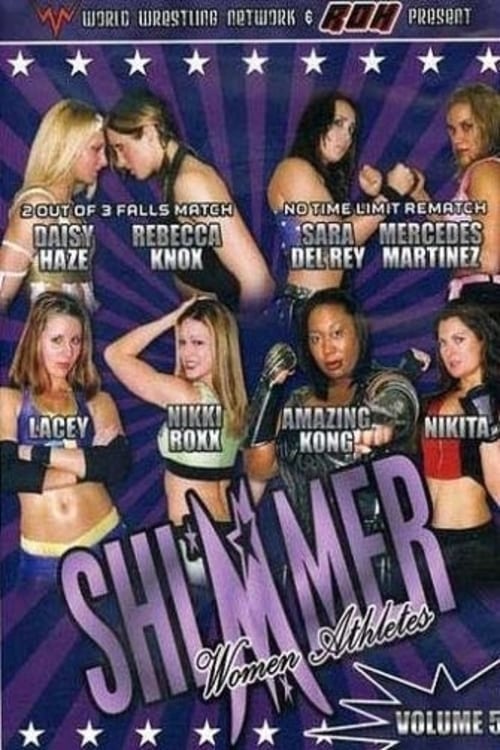 WORLD WRESTLING NETWORK & ROH PRESENT
2 OUT OF 3 FALLS MATCH
DAISY HAZE
REBECCA KNOX
NO TIME LIMIT REMATCH
SARA DEL REY
MERCEDES MARTINEZ
LACEY
NIKKI ROXX
AMAZING KONG
NIKITA
SHIMMER
Women Athletes
VOLUME 5